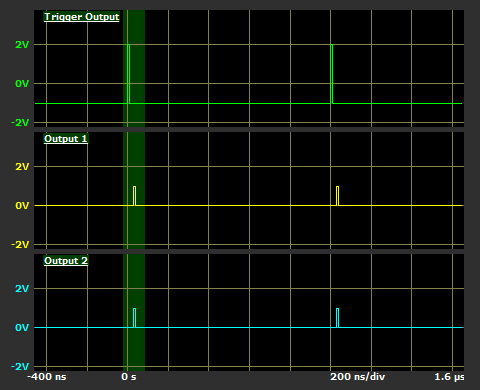 Trigger Output
2V
0V
-2V
Output 1
2V
0V
-2V
Output 2
2V
0V
-2V
-400 ns 0 s 200 ns/div 1.6 µs